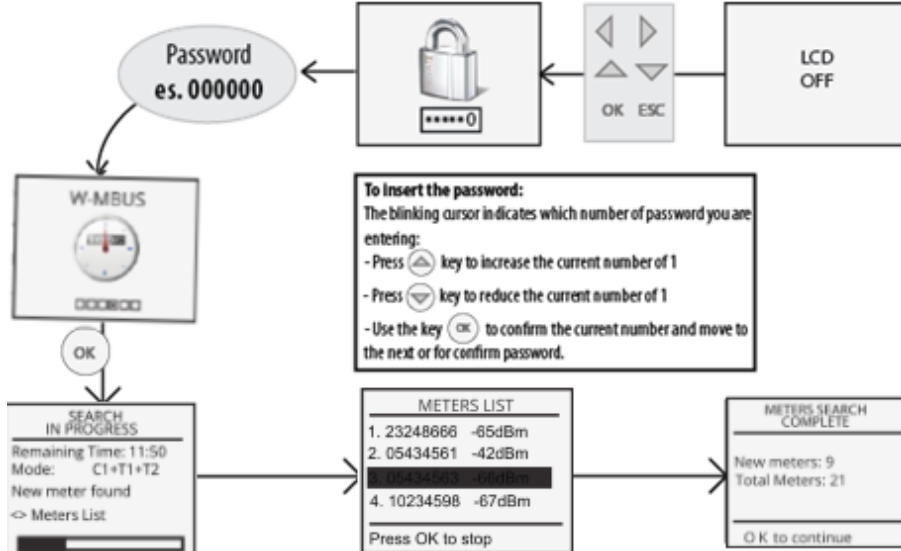 Password
es. 000000
•••••0
OK ESC
LCD
OFF
W-MBUS
To insert the password:
The blinking cursor indicates which number of password you are
entering:
- Press key to increase the current number of 1
- Press key to reduce the current number of 1
- Use the key OK to confirm the current number and move to
the next or for confirm password.
OK
SEARCH
IN PROGRESS
Remaining Time: 11:50
Mode: C1+T1+T2
New meter found
<> Meters List
METERS LIST
1. 23248666 -65dBm
2. 05434561 -42dBm
3. 05434563 -66dBm
4. 10234598 -67dBm
Press OK to stop
METERS SEARCH
COMPLETE
New meters: 9
Total Meters: 21
OK to continue